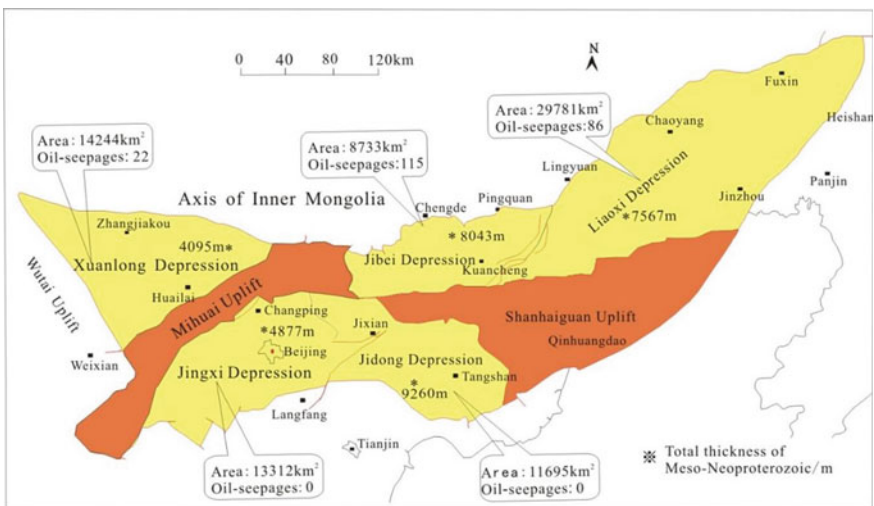 0 40 80 120km
N
Fuxin
Area: 29781km²
Oil-seepages:86
Chaoyang
Heishan
Area: 14244km²
Oil-seepages: 22
Area: 8733km²
Oil-seepages:115
Lingyuan
Panjin
Axis of Inner Mongolia
Pingquan
Chengde
Jinzhou
Liaoxi Depression
*7567m
Zhangjiakou
4095m*
* 8043m
Xuanlong Depression
Jibei Depression
Kuancheng
Wutai Uplift
Huailai
Mihuai Uplift
Changping
*4877m
Jixian
Shanhaiguan Uplift
Qinhuangdao
Beijing
Weixian
Jingxi Depression
Jidong Depression
*
9260m
Tangshan
Langfang
Tianjin
Area: 13312km²
Oil-seepages: 0
Area: 11695km²
Oil-seepages: 0
※ Total thickness of
Meso-Neoproterozoic/m